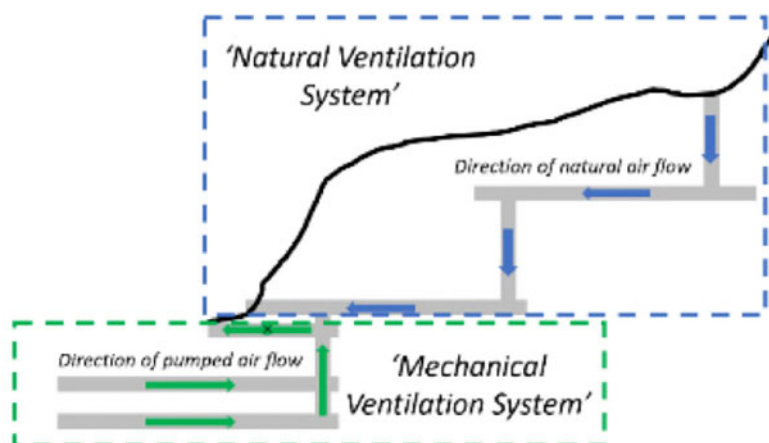 ‘Natural Ventilation
System’
Direction of natural air flow
Direction of pumped air flow
‘Mechanical
Ventilation System’